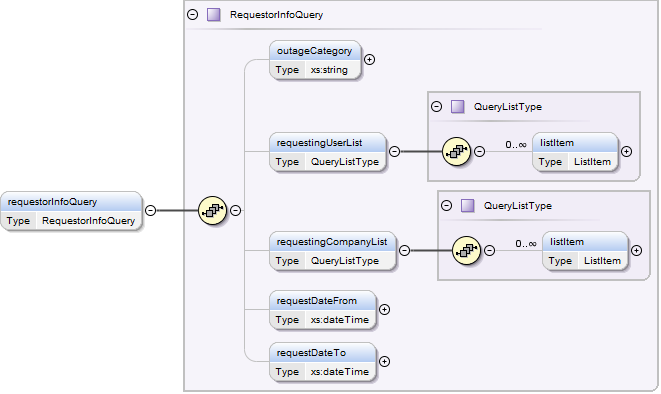 RequestorInfoQuery
outageCategory
Type xs:string
QueryListType
requestingUserList
Type QueryListType
0..∞
listItem
Type ListItem
requestorInfoQuery
Type RequestorInfoQuery
QueryListType
requestingCompanyList
Type QueryListType
0..∞
listItem
Type ListItem
requestDateFrom
Type xs:dateTime
requestDateTo
Type xs:dateTime